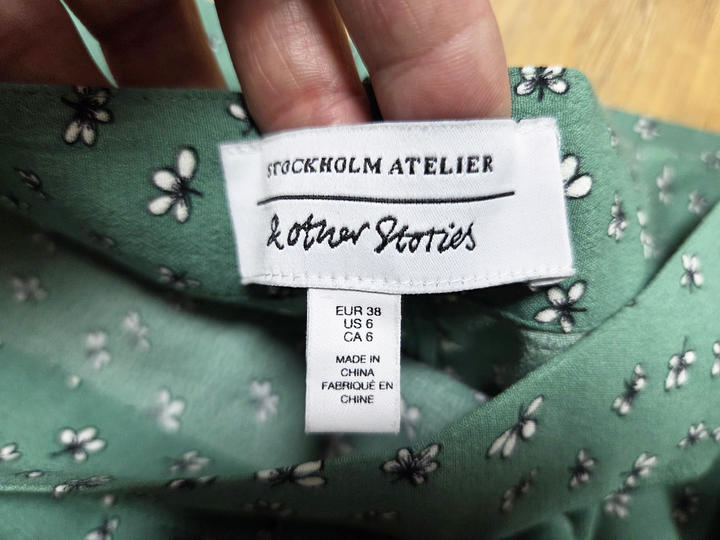 STOCKHOLM ATELIER
& other Stories
EUR 38
US 6
CA 6
MADE IN
CHINA
FABRIQUÉ EN
CHINE